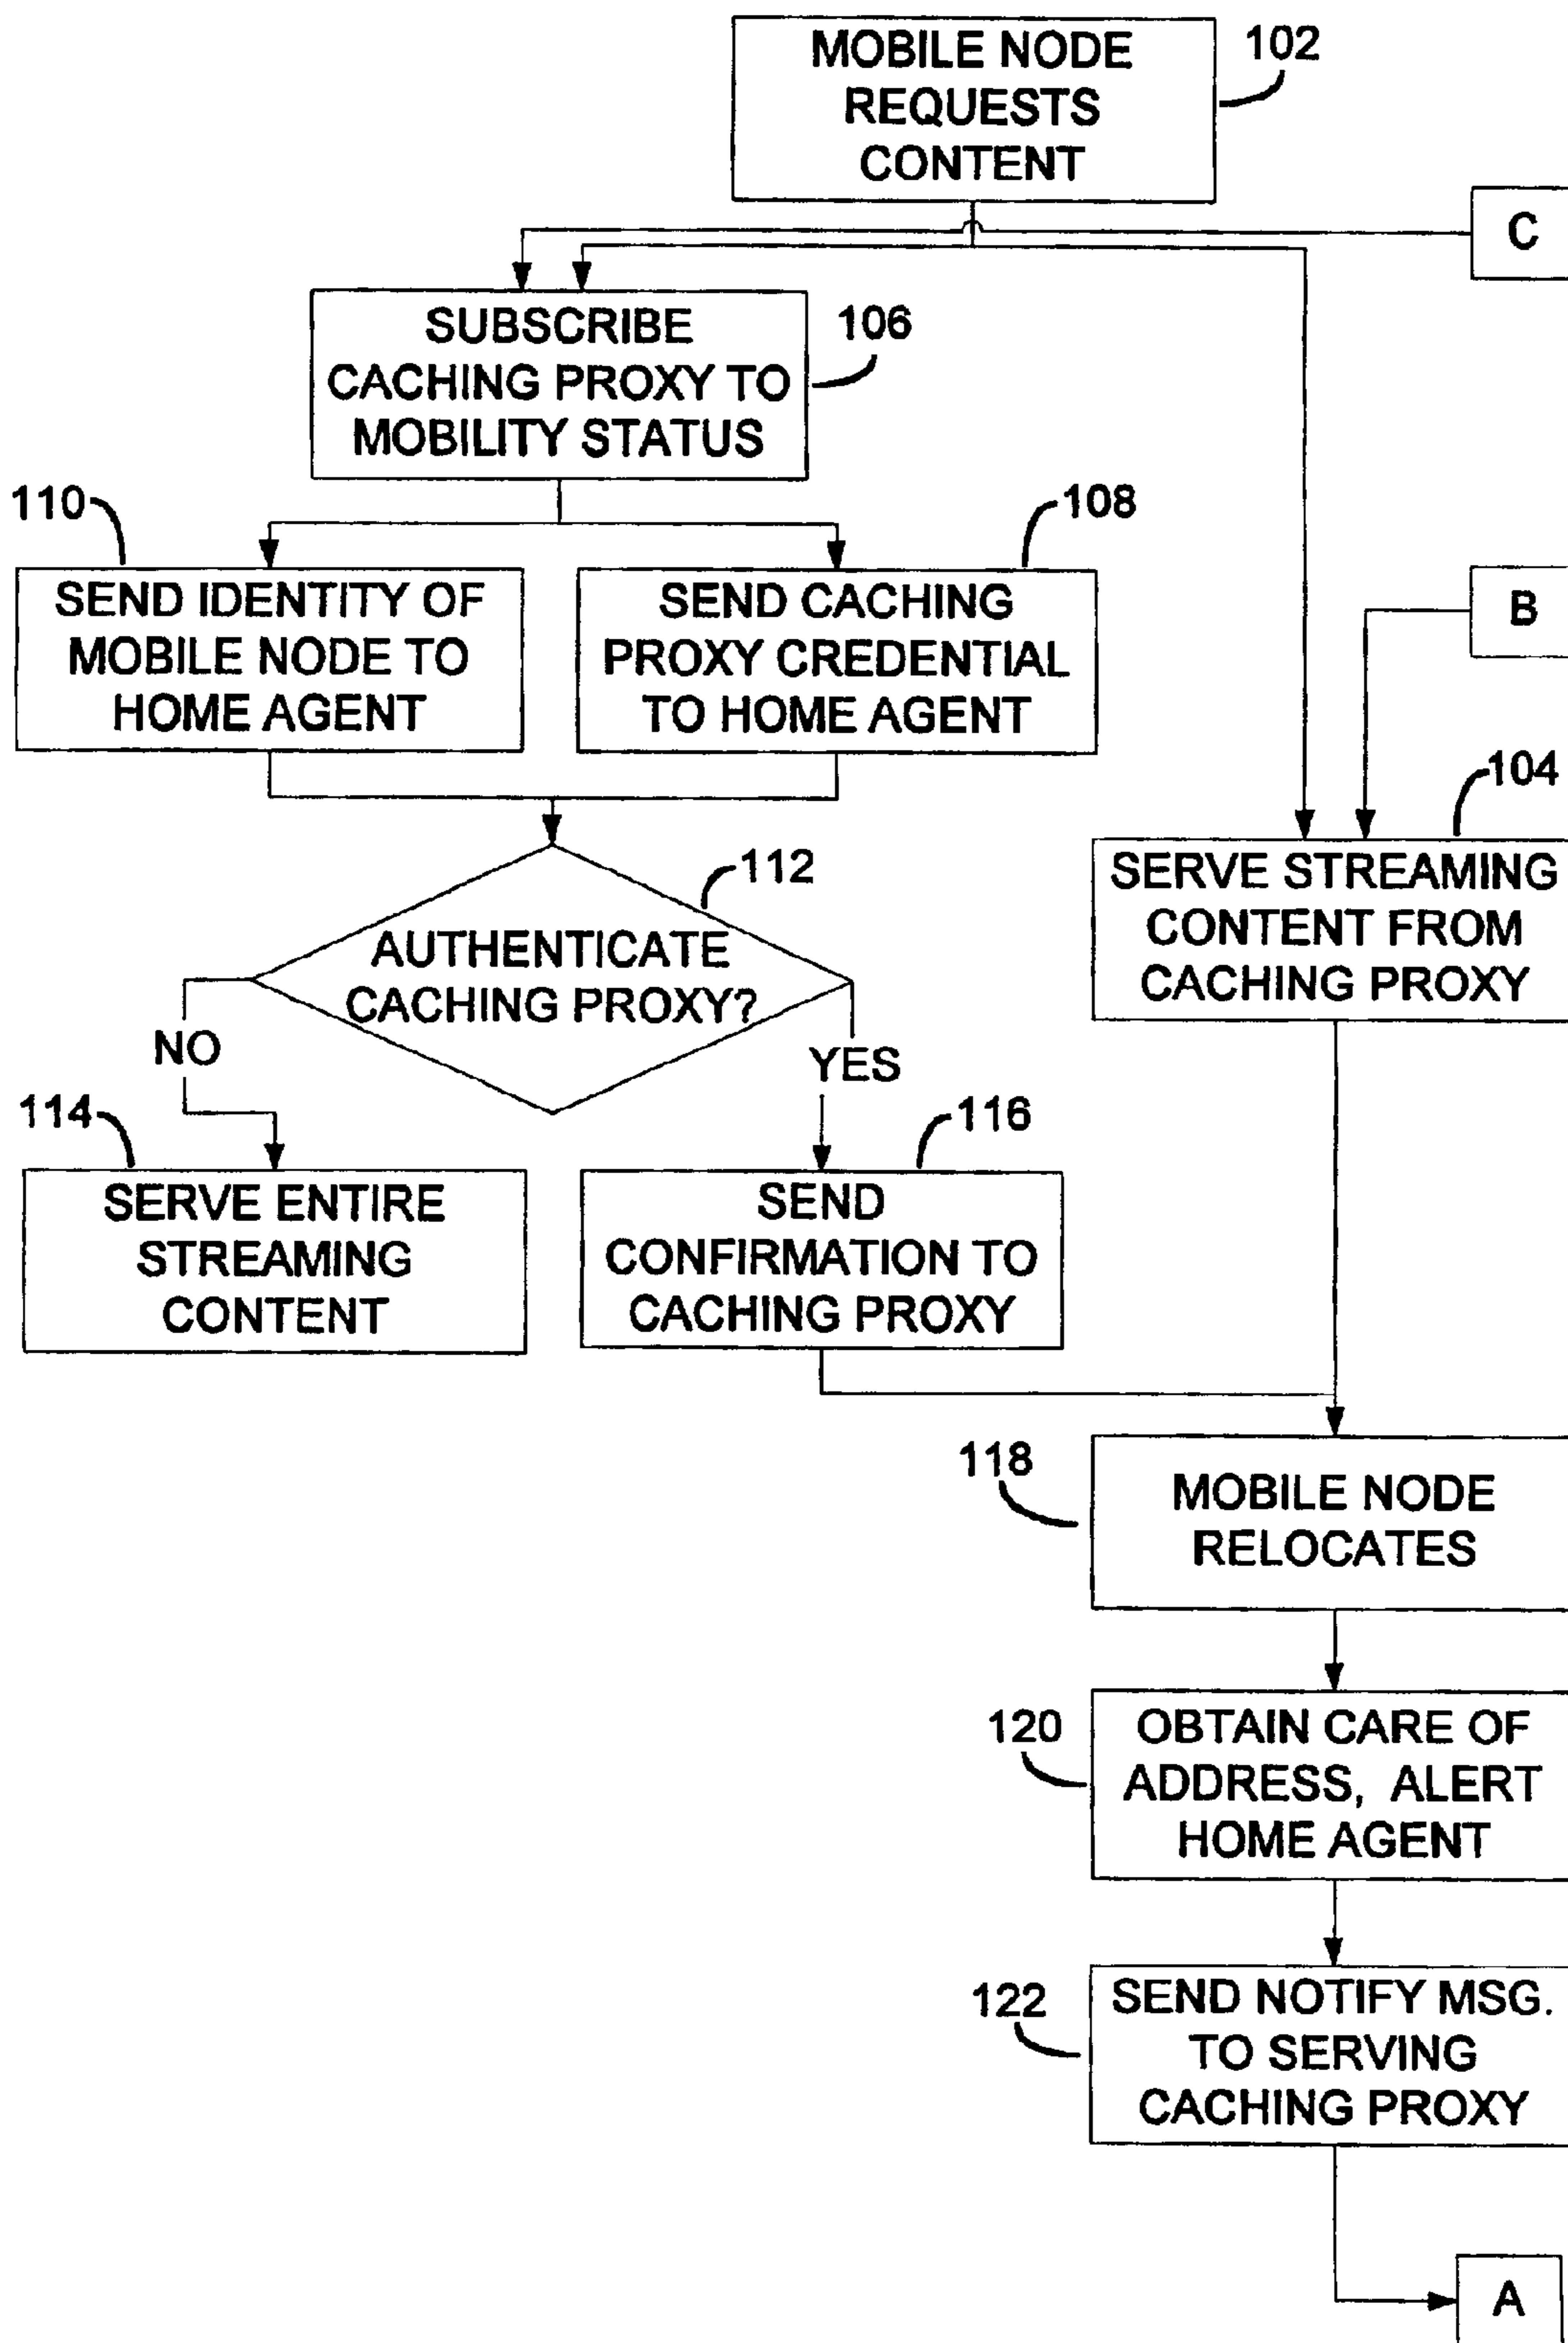 MOBILE NODE
REQUESTS
CONTENT
102
C
SUBSCRIBE
CACHING PROXY TO
MOBILITY STATUS
106
110
108
SEND IDENTITY OF
MOBILE NODE TO
HOME AGENT
SEND CACHING
PROXY CREDENTIAL
TO HOME AGENT
B
104
SERVE STREAMING
CONTENT FROM
CACHING PROXY
112
AUTHENTICATE
CACHING PROXY?
NO
YES
114
116
SERVE ENTIRE
STREAMING
CONTENT
SEND
CONFIRMATION TO
CACHING PROXY
118
MOBILE NODE
RELOCATES
120
OBTAIN CARE OF
ADDRESS, ALERT
HOME AGENT
122
SEND NOTIFY MSG.
TO SERVING
CACHING PROXY
A